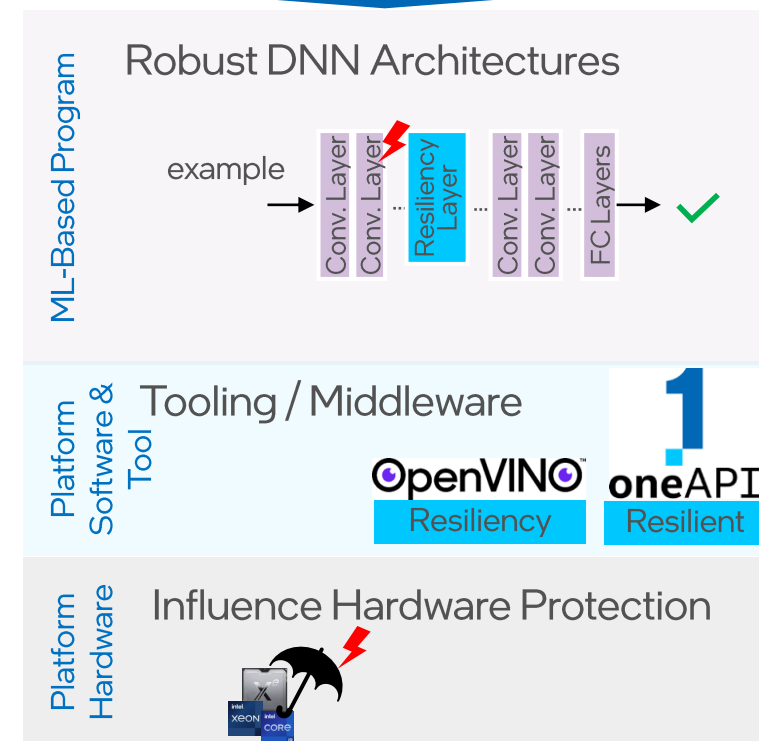 ML-Based Program
Robust DNN Architectures
example
Conv. Layer
Conv. Layer
...
Resiliency
Layer
...
Conv. Layer
Conv. Layer
...
FC Layers
Platform
Software &
Tool
Tooling / Middleware
OpenVINO™
Resiliency
oneAPI
Resilient
Platform
Hardware
Influence Hardware Protection
intel.
XEON
intel.
CORE